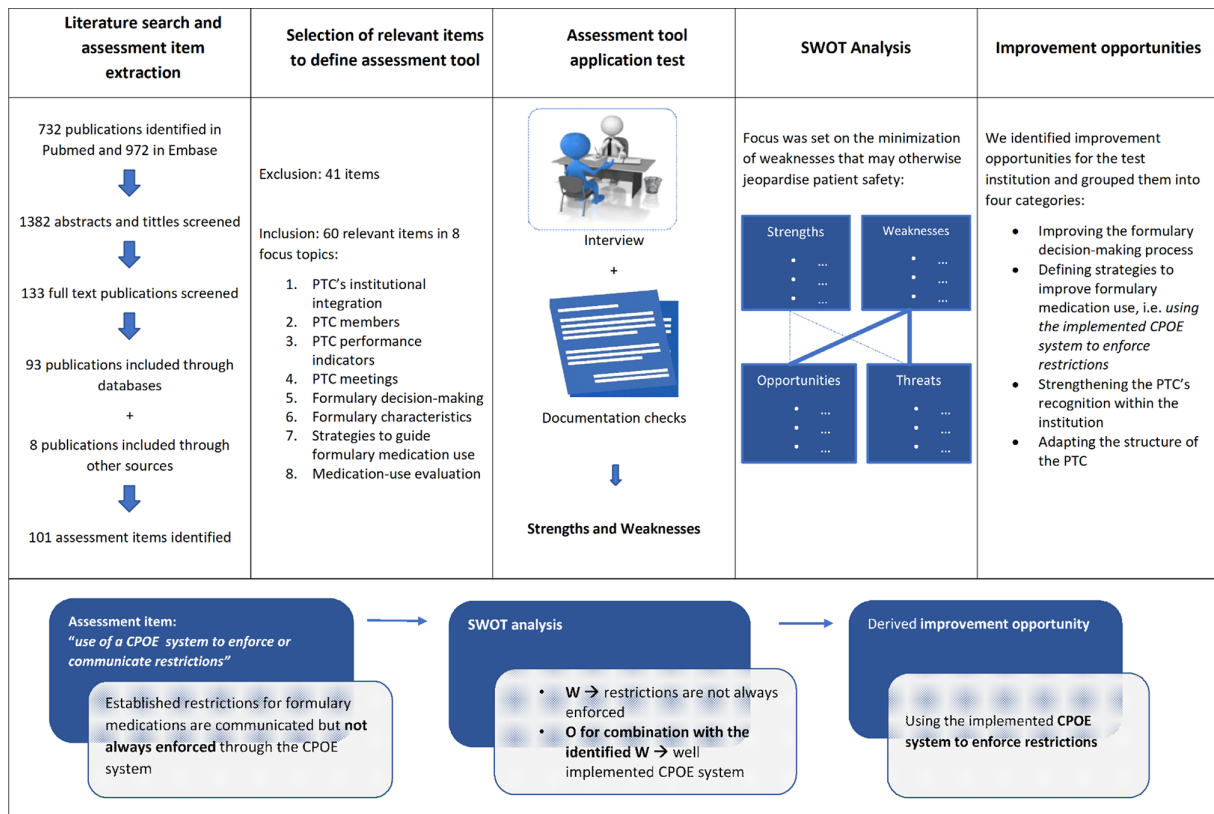 Literature search and
assessment item
extraction
732 publications identified in
Pubmed and 972 in Embase
1382 abstracts and tittles screened
133 full text publications screened
93 publications included through
databases
+
8 publications included through
other sources
101 assessment items identified
Selection of relevant items
to define assessment tool
Exclusion: 41 items
Inclusion: 60 relevant items in 8
focus topics:
1. PTC's institutional
integration
2. PTC members
3. PTC performance
indicators
4. PTC meetings
5. Formulary decision-making
6. Formulary characteristics
7. Strategies to guide
formulary medication use
8. Medication-use evaluation
Assessment tool
application test
Interview
+
Documentation checks
Strengths and Weaknesses
SWOT Analysis
Focus was set on the minimization
of weaknesses that may otherwise
jeopardise patient safety:
Strengths
• ...
• ...
• ...
Weaknesses
• ...
• ...
• ...
Opportunities
• ...
• ...
• ...
Threats
• ...
• ...
• ...
Improvement opportunities
We identified improvement
opportunities for the test
institution and grouped them into
four categories:
• Improving the formulary
decision-making process
• Defining strategies to
improve formulary
medication use, i.e. using
the implemented CPOE
system to enforce
restrictions
• Strengthening the PTC's
recognition within the
institution
• Adapting the structure of
the PTC
Assessment item:
"use of a CPOE system to enforce or
communicate restrictions"
Established restrictions for formulary
medications are communicated but not
always enforced through the CPOE
system
SWOT analysis
• W → restrictions are not always
enforced
• O for combination with the
identified W → well
implemented CPOE system
Derived improvement opportunity
Using the implemented CPOE
system to enforce restrictions